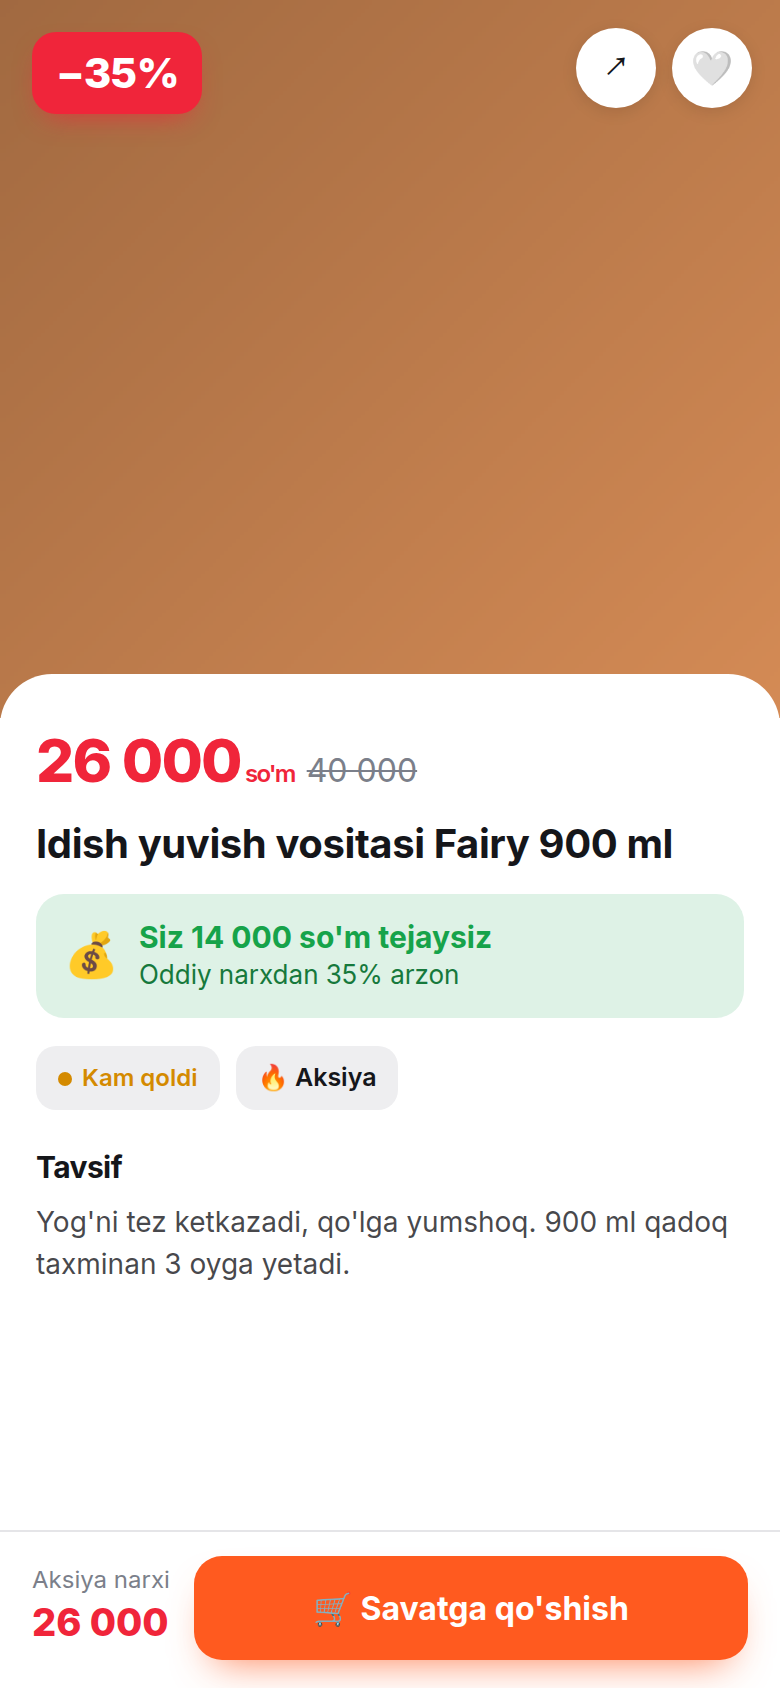 –35%
26 000 so'm 40 000
Idish yuvish vositasi Fairy 900 ml
Siz 14 000 so'm tejaysiz
Oddiy narxdan 35% arzon
Kam qoldi
Aksiya
Tavsif
Yog'ni tez ketkazadi, qo'lga yumshoq. 900 ml qadoq
taxminan 3 oyga yetadi.
Aksiya narxi
26 000
Savatga qo'shish